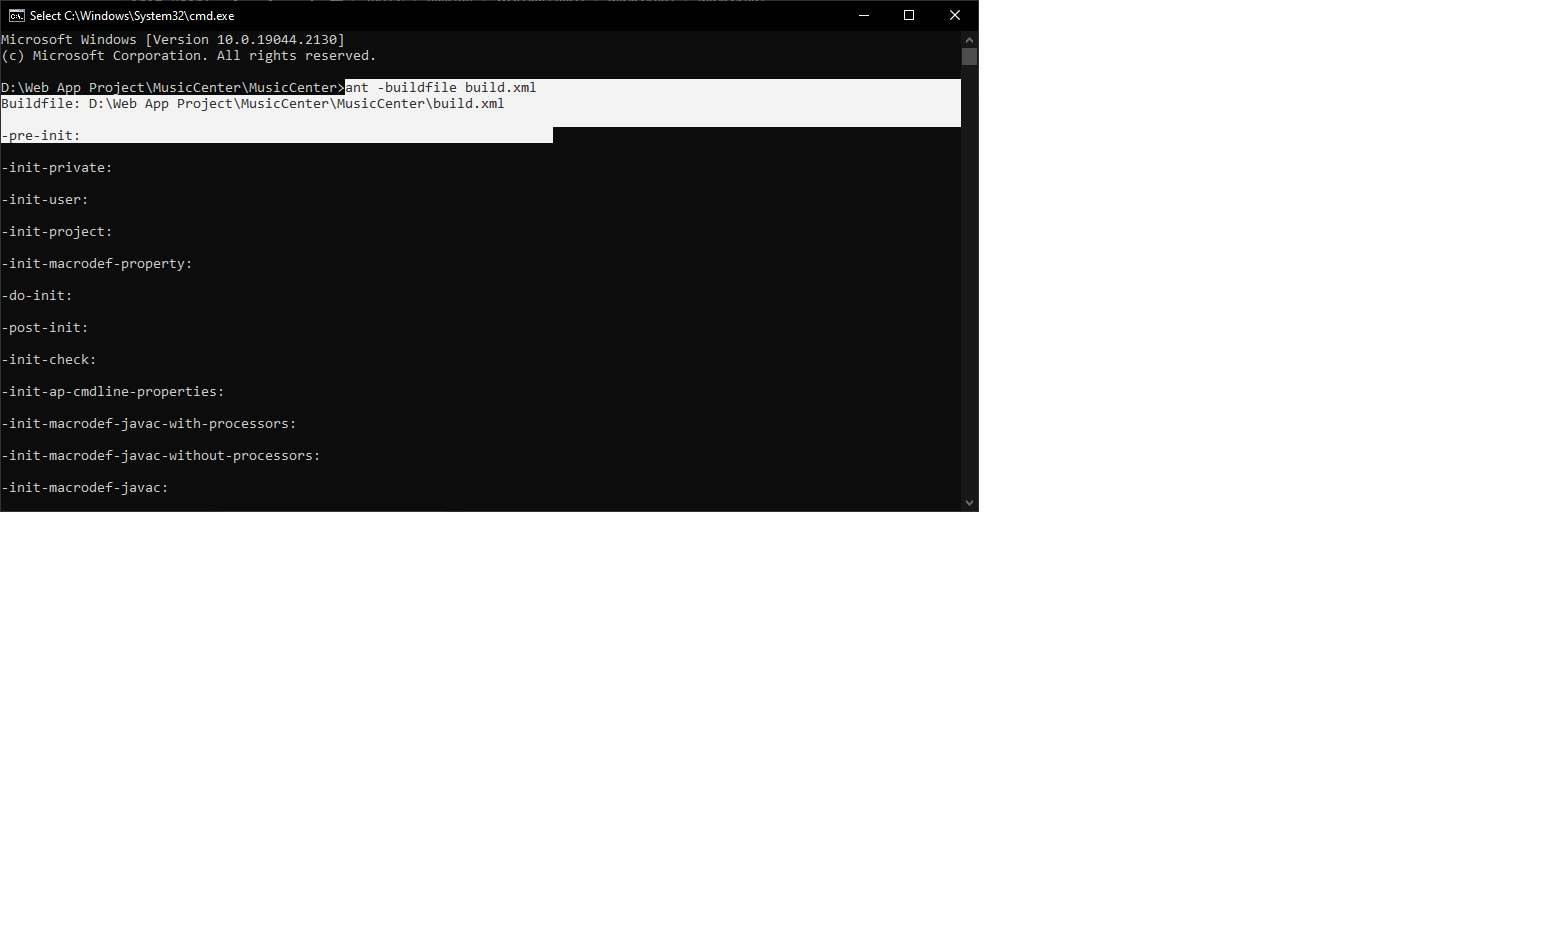 Select C:\Windows\System32\cmd.exe
Microsoft Windows [Version 10.0.19044.2130]
(c) Microsoft Corporation. All rights reserved.
D:\Web App Project\MusicCenter\MusicCenter>ant -buildfile build.xml
Buildfile: D:\Web App Project\MusicCenter\MusicCenter\build.xml
-pre-init:
-init-private:
-init-user:
-init-project:
-init-macrodef-property:
-do-init:
-post-init:
-init-check:
-init-ap-cmdline-properties:
-init-macrodef-javac-with-processors:
-init-macrodef-javac-without-processors:
-init-macrodef-javac: